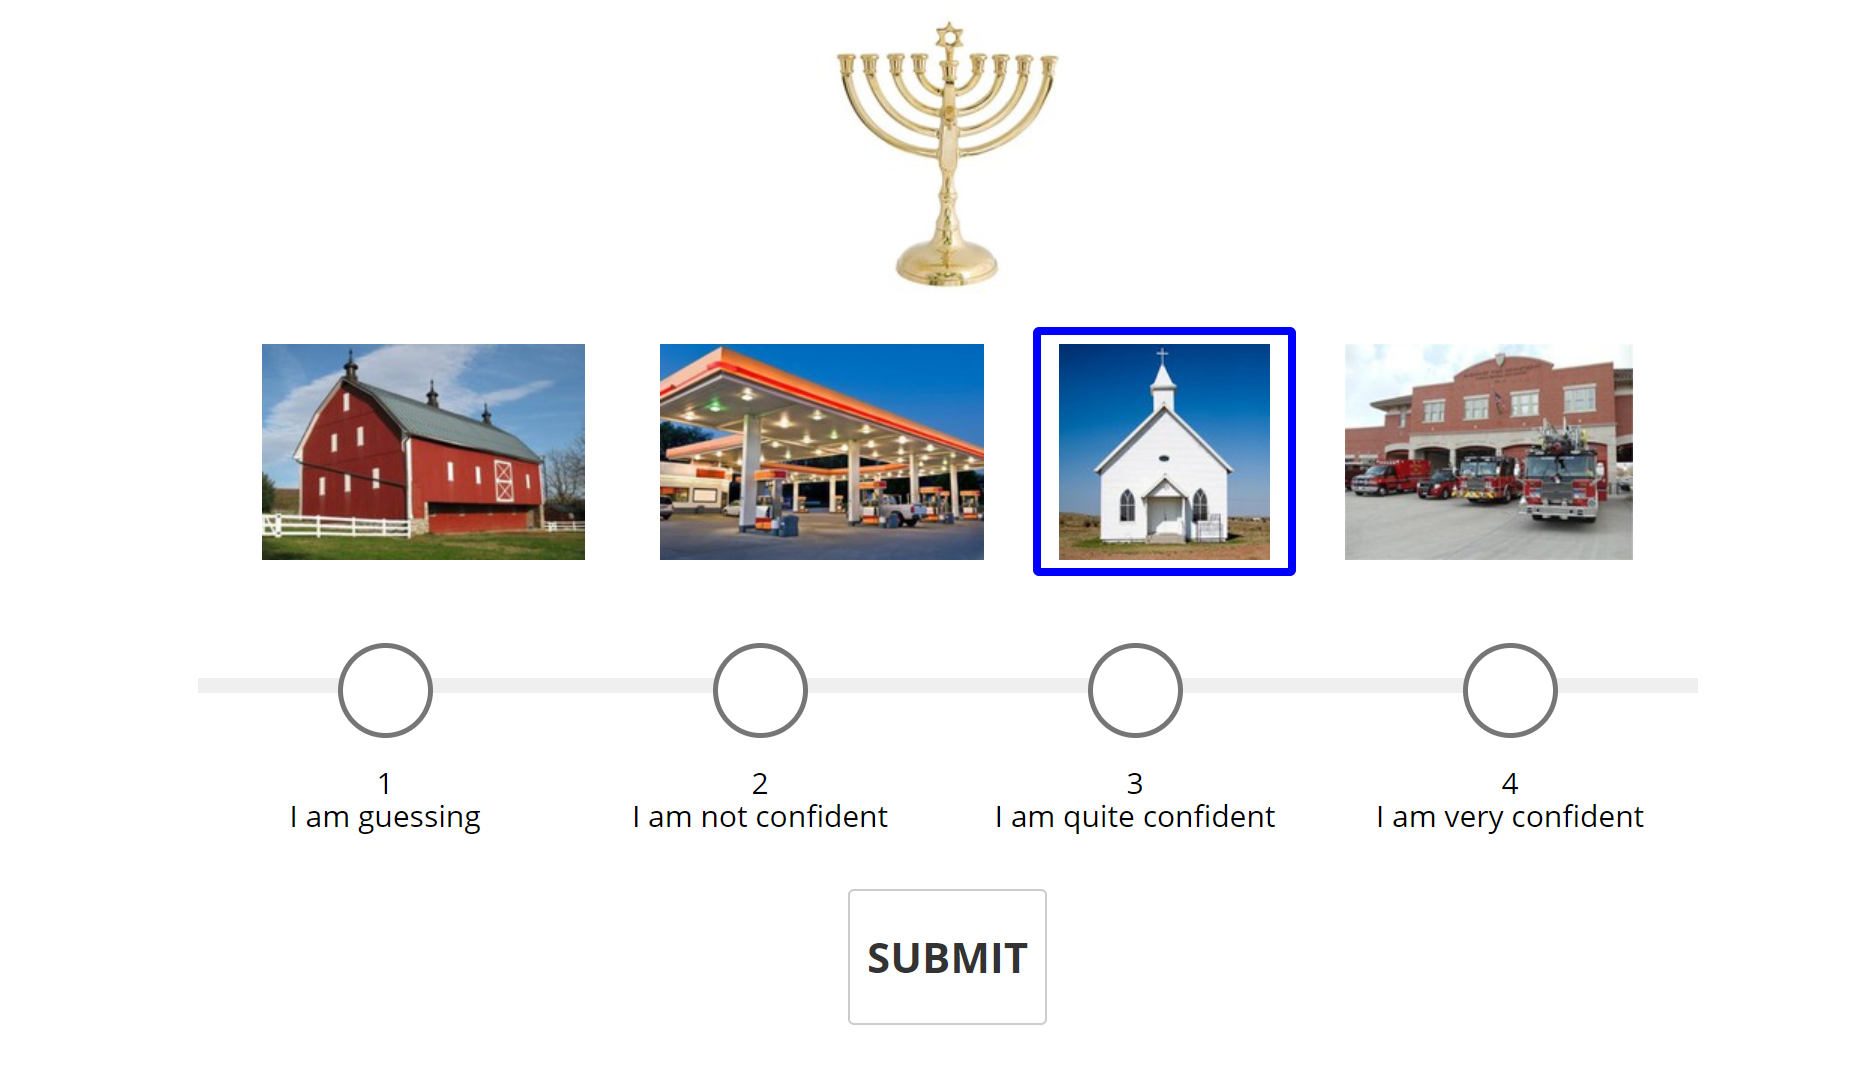 1
I am guessing
2
I am not confident
3
I am quite confident
4
I am very confident
SUBMIT